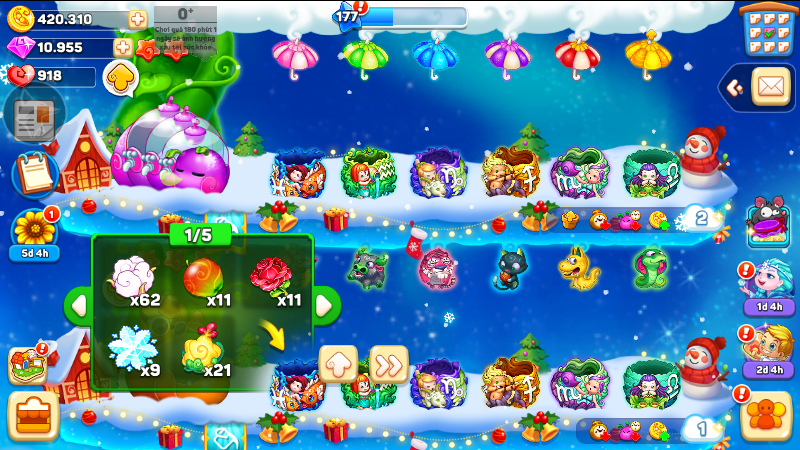 420.310
0+
Chơi quá 180 phút 1
ngày sẽ ảnh hưởng
xấu tới sức khỏe
177
10.955
918
1
5d 4h
2
1/5
x62
x11
x11
x9
x21
1d 4h
2d 4h
1